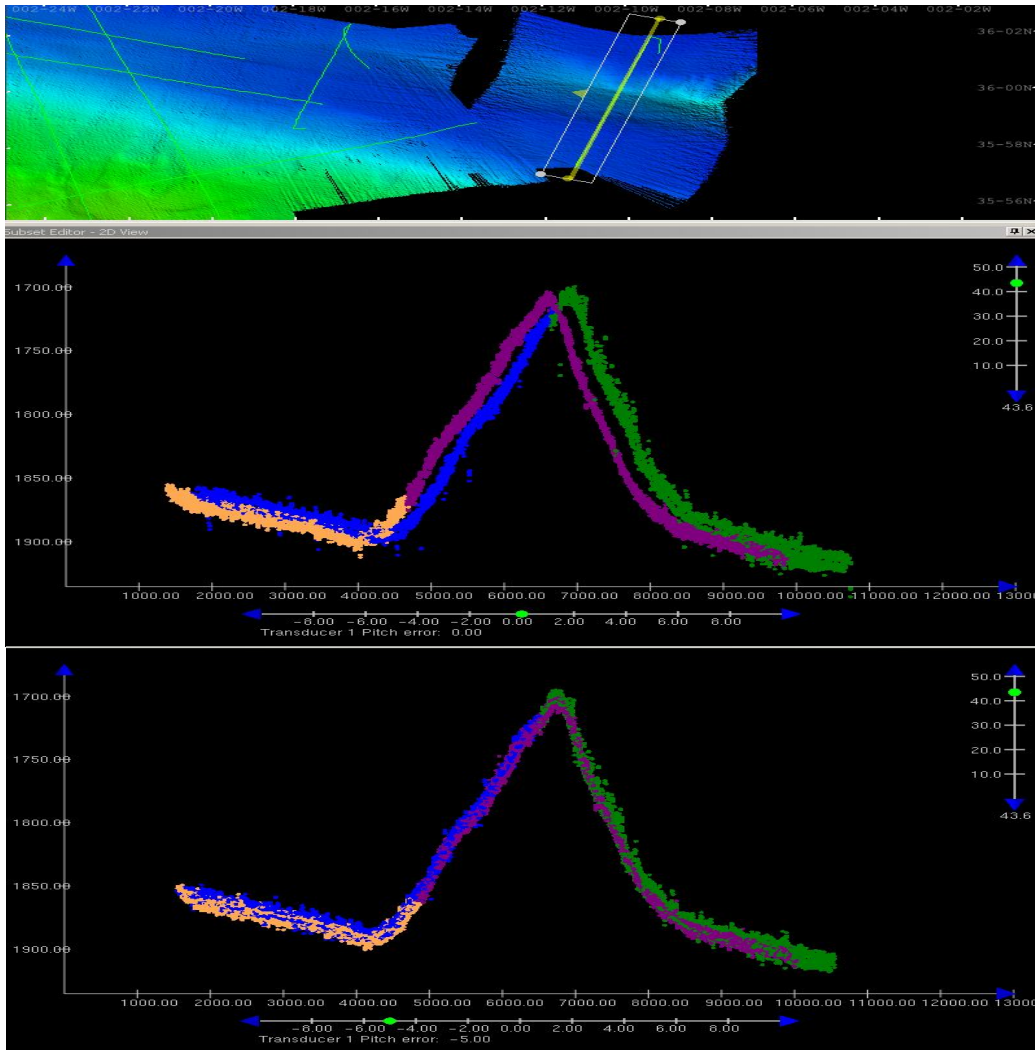 002-24W 002-22W 002-20W 002-18W 002-16W 002-14W 002-12W 002-10W 002-08W 002-06W 002-04W 002-02W
36-02N
36-00N
35-58N
35-56N
Subset Editor - 2D View
50.0
40.0
30.0
20.0
10.0
43.6
1700.00
1750.00
1800.00
1850.00
1900.00
1000.00 2000.00 3000.00 4000.00 5000.00 6000.00 7000.00 8000.00 9000.00 10000.00 11000.00 12000.00 13000
-8.00 -6.00 -4.00 -2.00 0.00 2.00 4.00 6.00 8.00
Transducer 1 Pitch error: 0.00
50.0
40.0
30.0
20.0
10.0
43.6
1700.00
1750.00
1800.00
1850.00
1900.00
1000.00 2000.00 3000.00 4000.00 5000.00 6000.00 7000.00 8000.00 9000.00 10000.00 11000.00 12000.00 13000
-8.00 -6.00 -4.00 -2.00 0.00 2.00 4.00 6.00 8.00
Transducer 1 Pitch error: -5.00